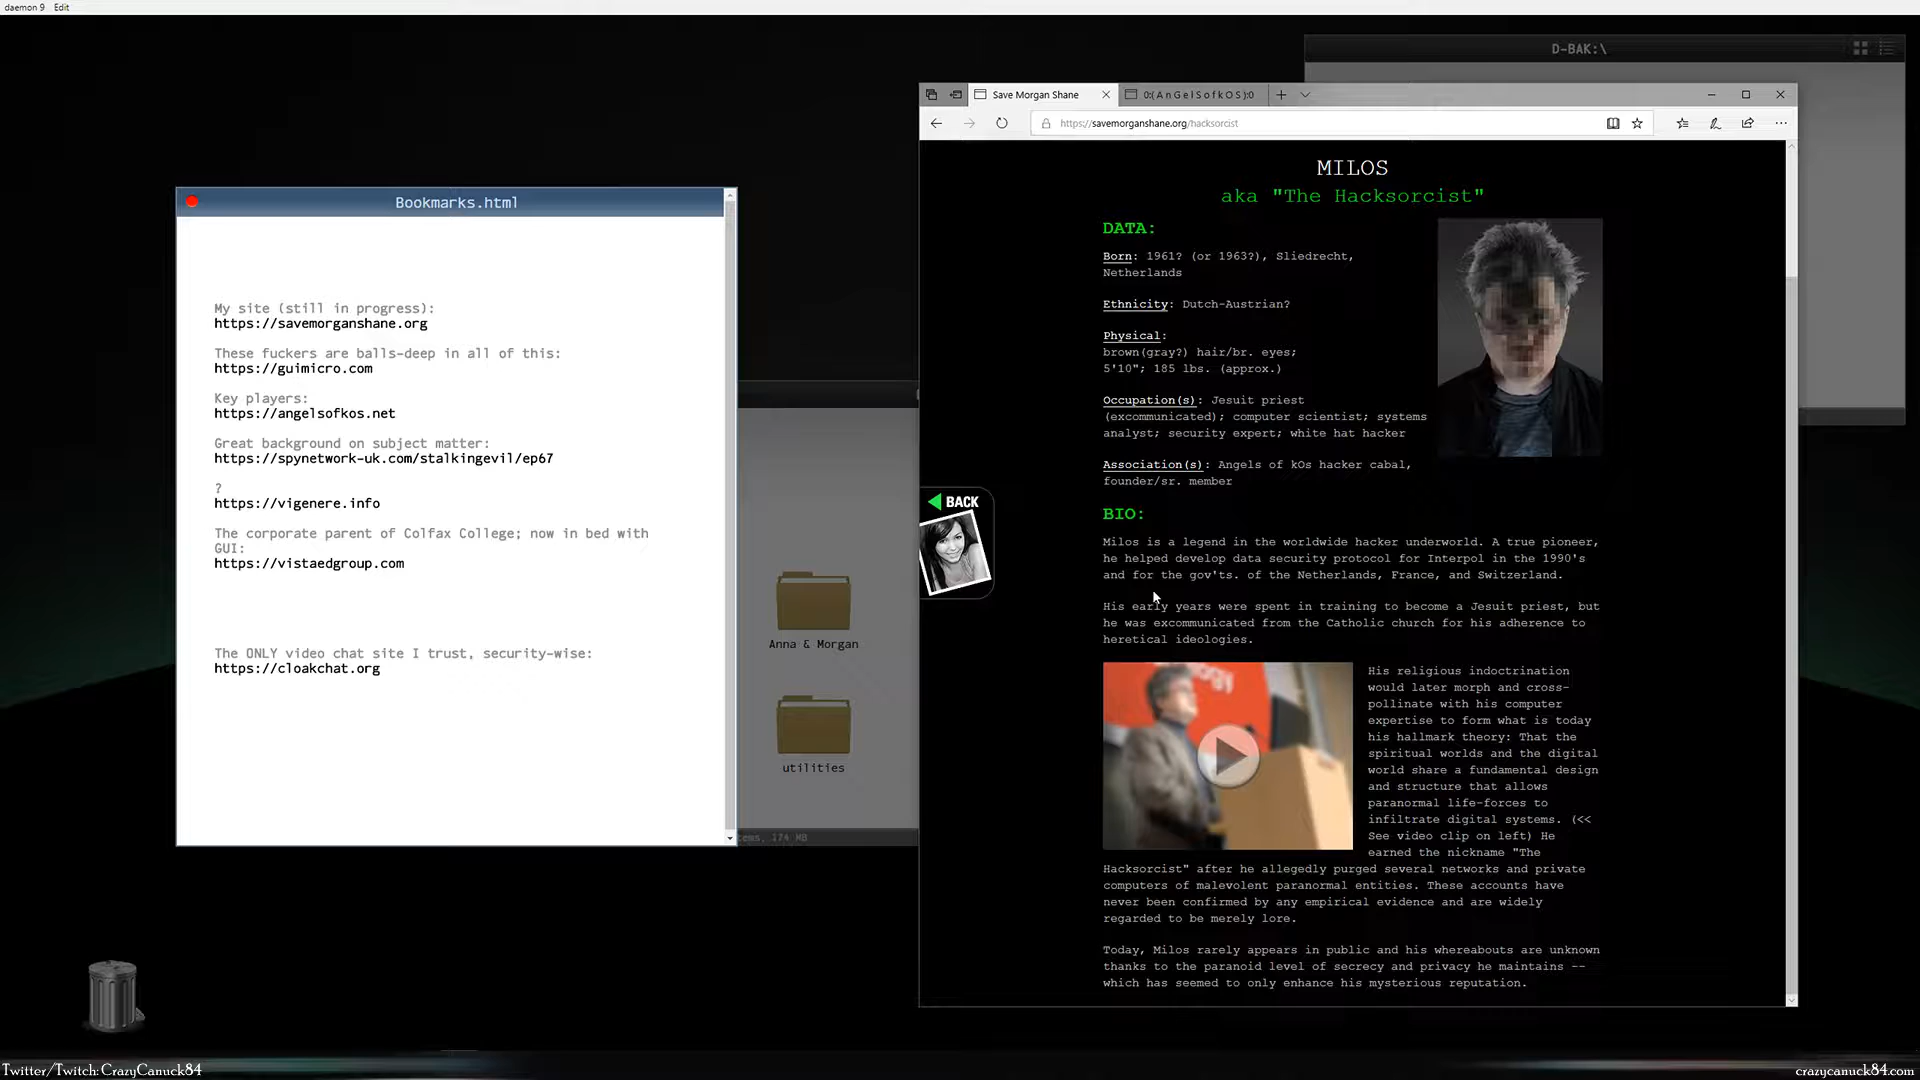 daemon 9 Edit
D-BAK:\
Save Morgan Shane
0:(AnGelSofkOS):0
https://savemorganshane.org/hacksorcist
Bookmarks.html
My site (still in progress):
https://savemorganshane.org
These fuckers are balls-deep in all of this:
https://guimicro.com
Key players:
https://angelsofkos.net
Great background on subject matter:
https://spynetwork-uk.com/stalkingevil/ep67
?
https://vigenere.info
The corporate parent of Colfax College; now in bed with
GUI:
https://vistaedgroup.com
The ONLY video chat site I trust, security-wise:
https://cloakchat.org
Anna & Morgan
utilities
174 MB
BACK
MILOS
aka "The Hacksorcist"
DATA:
Born: 1961? (or 1963?), Sliedrecht,
Netherlands
Ethnicity: Dutch-Austrian?
Physical:
brown(gray?) hair/br. eyes;
5'10"; 185 lbs. (approx.)
Occupation(s): Jesuit priest
(excommunicated); computer scientist; systems
analyst; security expert; white hat hacker
Association(s): Angels of kOs hacker cabal,
founder/sr. member
BIO:
Milos is a legend in the worldwide hacker underworld. A true pioneer,
he helped develop data security protocol for Interpol in the 1990's
and for the gov'ts. of the Netherlands, France, and Switzerland.
His early years were spent in training to become a Jesuit priest, but
he was excommunicated from the Catholic church for his adherence to
heretical ideologies.
His religious indoctrination
would later morph and cross-
pollinate with his computer
expertise to form what is today
his hallmark theory: That the
spiritual worlds and the digital
world share a fundamental design
and structure that allows
paranormal life-forces to
infiltrate digital systems. (<<
See video clip on left) He
earned the nickname "The
Hacksorcist" after he allegedly purged several networks and private
computers of malevolent paranormal entities. These accounts have
never been confirmed by any empirical evidence and are widely
regarded to be merely lore.
Today, Milos rarely appears in public and his whereabouts are unknown
thanks to the paranoid level of secrecy and privacy he maintains --
which has seemed to only enhance his mysterious reputation.
Twitter/Twitch:CrazyCanuck84
crazycanuck84.com